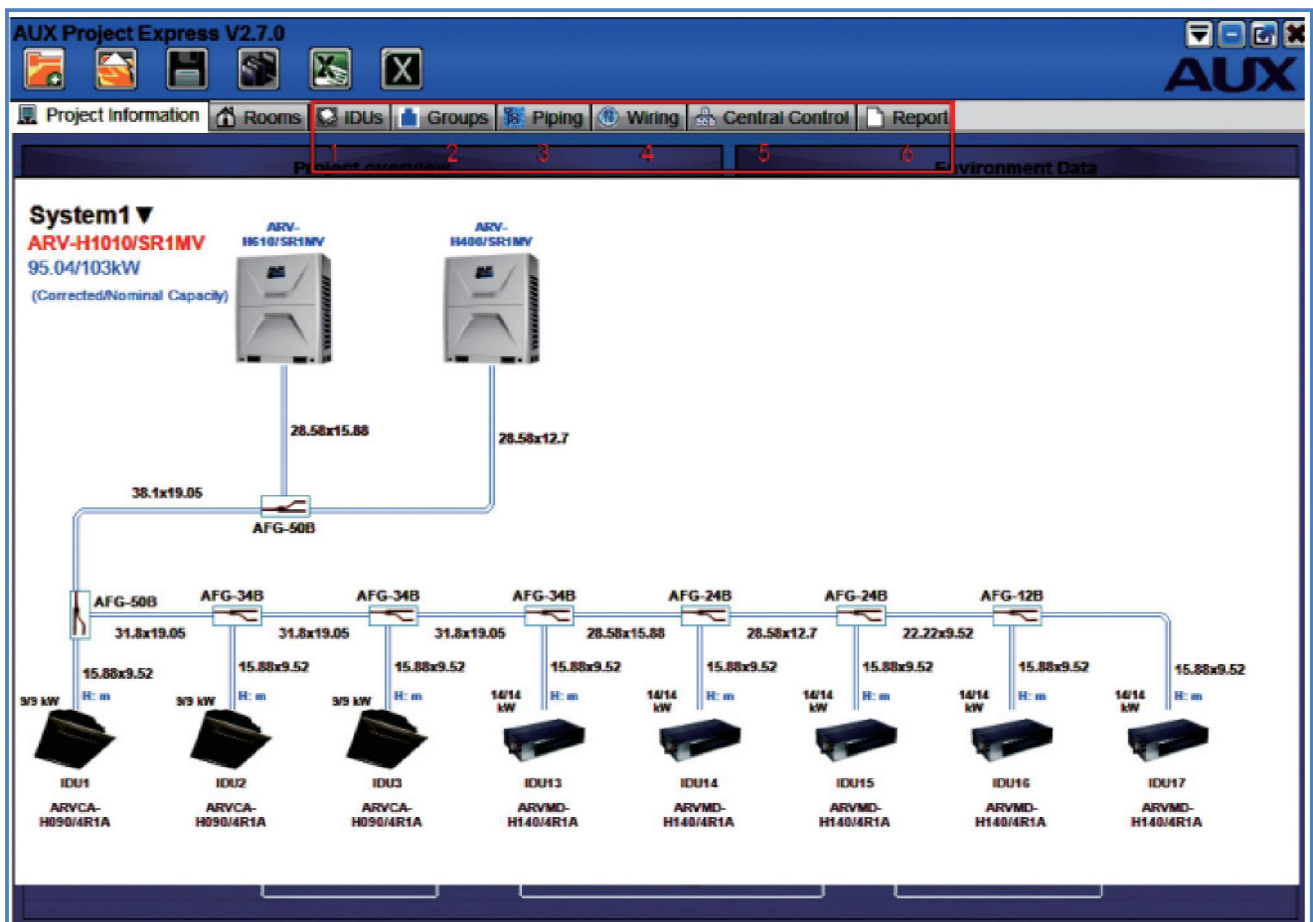 AUX Project Express V2.7.0
AUX
Project Information Rooms IDUs Groups Piping Wiring Central Control Report
1 2 3 4 5 6
Project overview Environment Data
System1▼
ARV-H1010/SR1MV
95.04/103kW
(Corrected/Nominal Capacity)
ARV-
H610/SR1MV
ARV-
H400/SR1MV
28.58x15.88
28.58x12.7
38.1x19.05
AFG-50B
AFG-50B AFG-34B AFG-34B AFG-34B AFG-24B AFG-24B AFG-12B
31.8x19.05 31.8x19.05 31.8x19.05 28.58x15.88 28.58x12.7 22.22x9.52
15.88x9.52 15.88x9.52 15.88x9.52 15.88x9.52 15.88x9.52 15.88x9.52 15.88x9.52 15.88x9.52
9/9 kW H: m 9/9 kW H: m 9/9 kW H: m 14/14 kW H: m 14/14 kW H: m 14/14 kW H: m 14/14 kW H: m 14/14 kW H: m
IDU1 IDU2 IDU3 IDU13 IDU14 IDU15 IDU16 IDU17
ARVCA- ARVCA- ARVCA- ARVMD- ARVMD- ARVMD- ARVMD- ARVMD-
H090/4R1A H090/4R1A H090/4R1A H140/4R1A H140/4R1A H140/4R1A H140/4R1A H140/4R1A